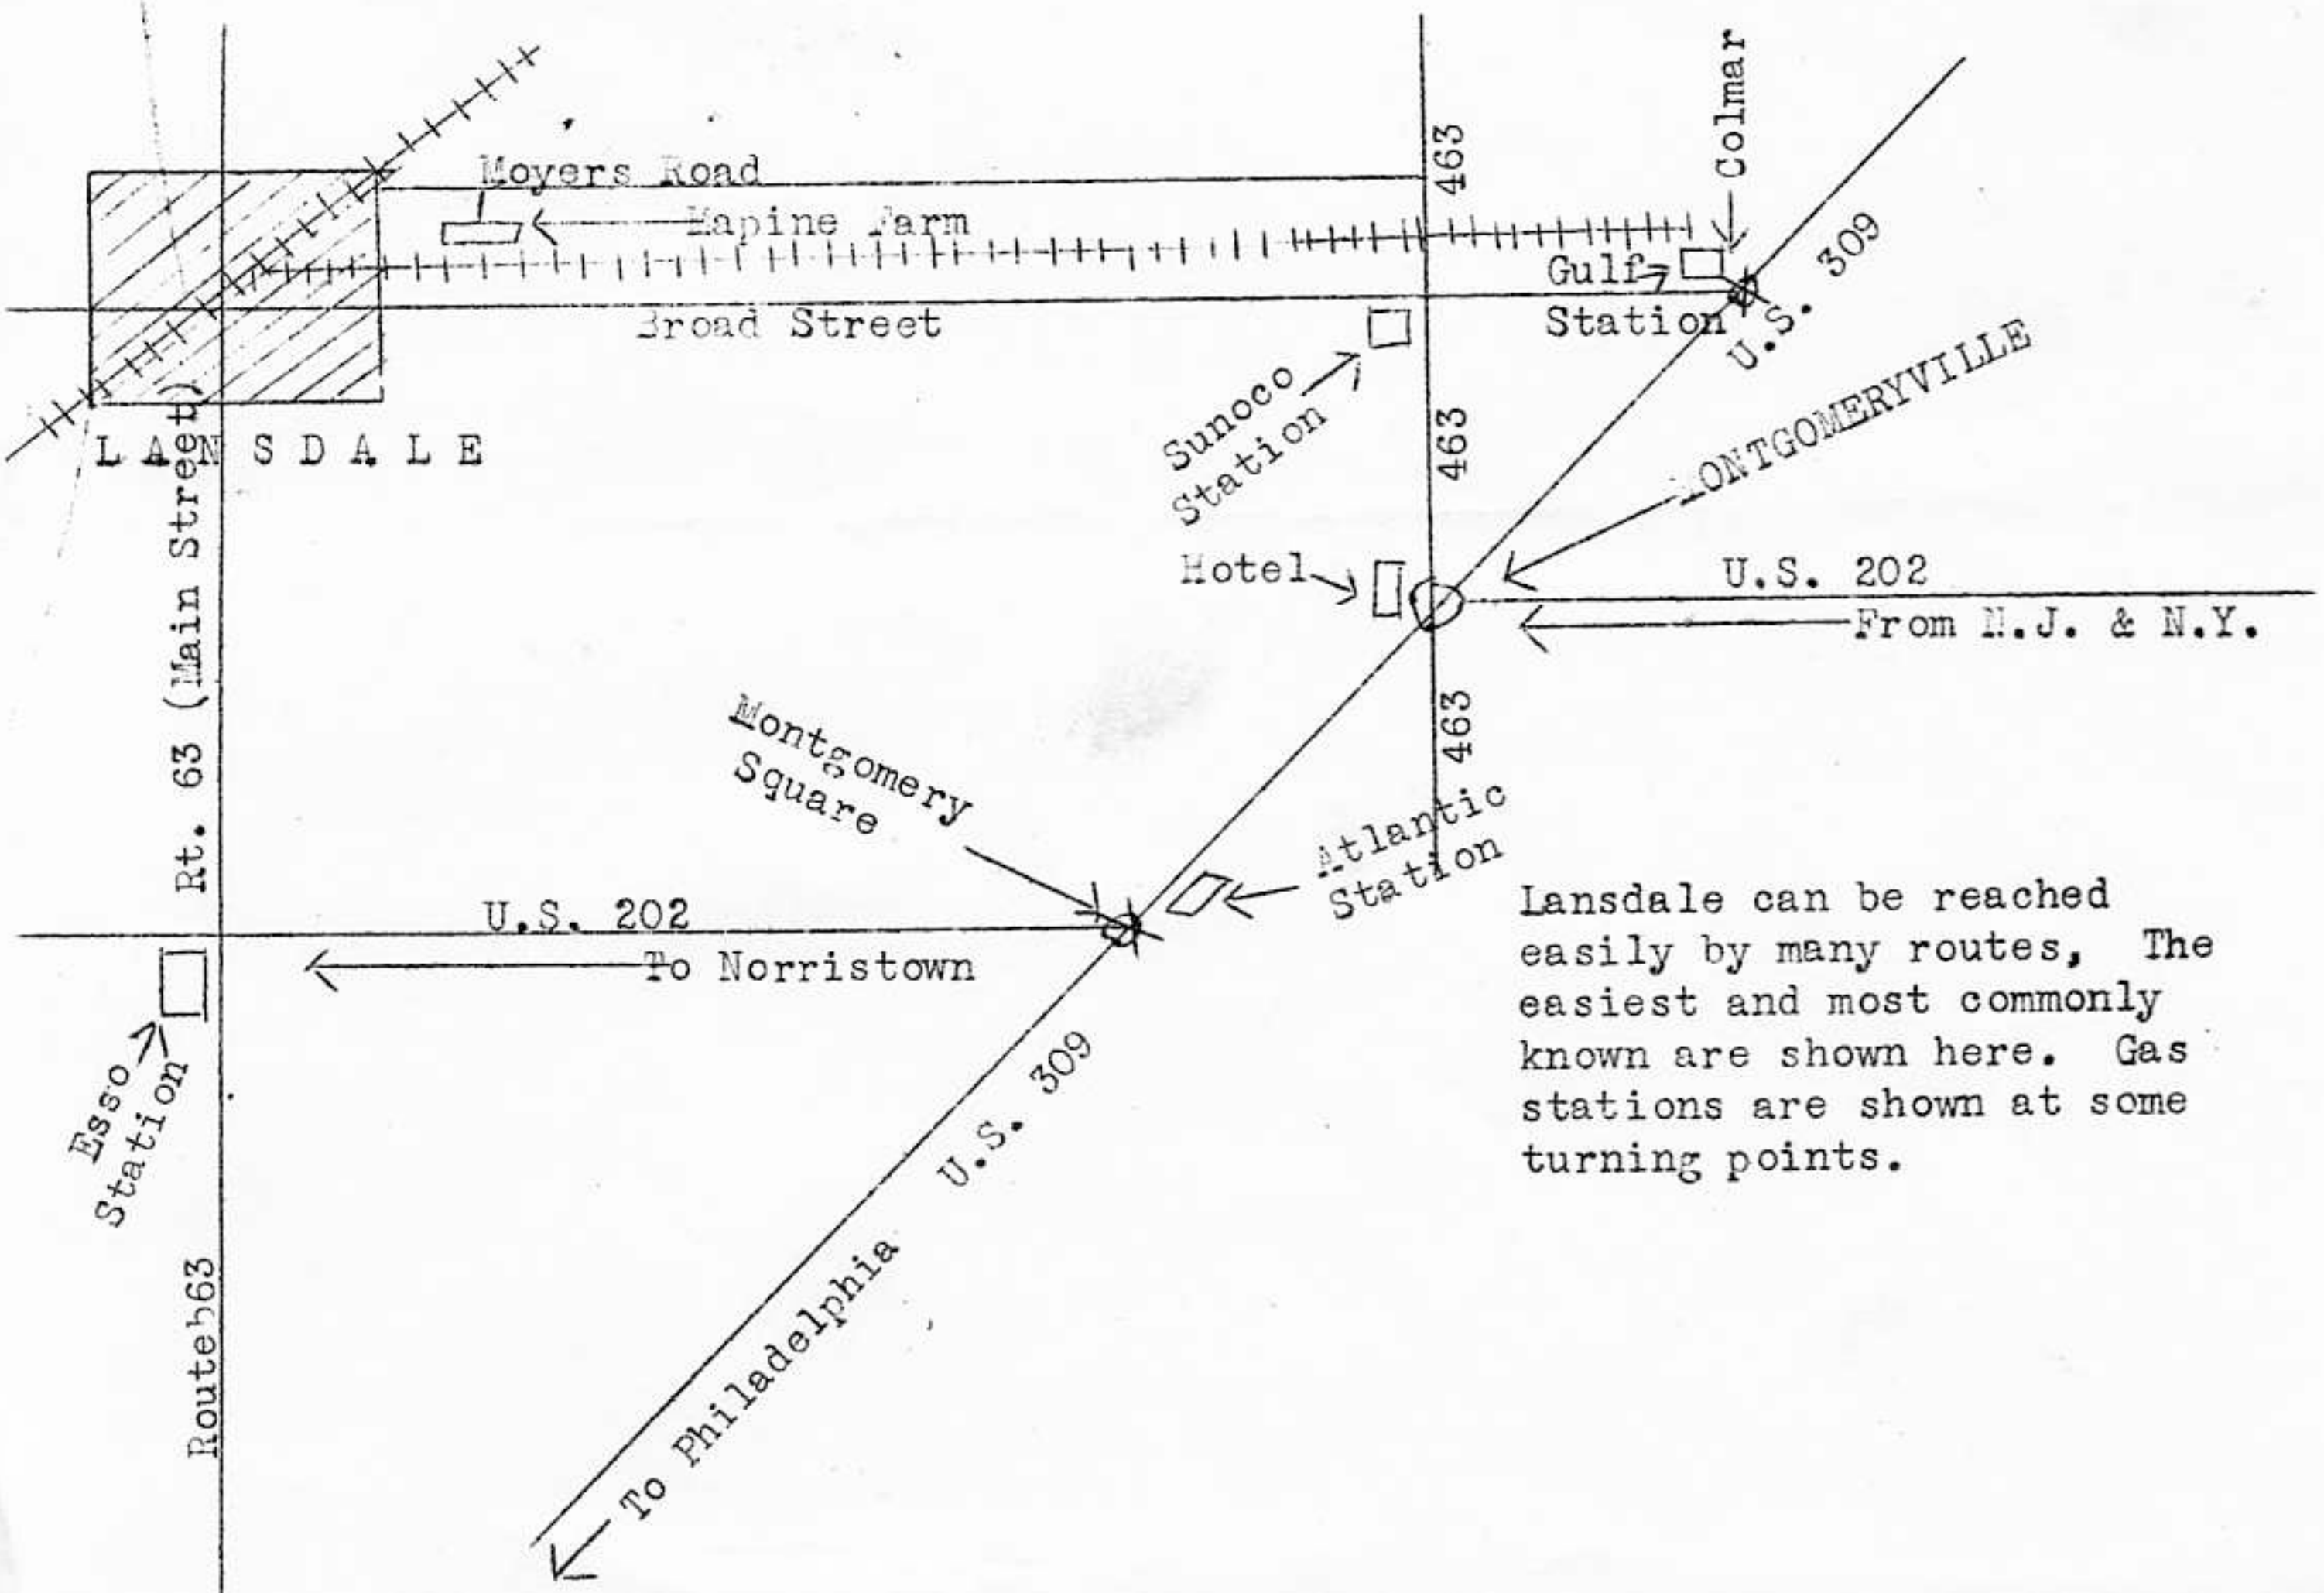 Colmar
463
Moyers Road
Mapine Farm
U.S. 309
Gulf
Station
Broad Street
Sunoco
Station
463
MONTGOMERYVILLE
LANSDALE
Rt. 63 (Main Street)
Hotel
U.S. 202
From N.J. & N.Y.
463
Montgomery
Square
Atlantic
Station
U.S. 202
To Norristown
Esso
Station
U.S. 309
To Philadelphia
Route 63
Lansdale can be reached
easily by many routes, The
easiest and most commonly
known are shown here. Gas
stations are shown at some
turning points.